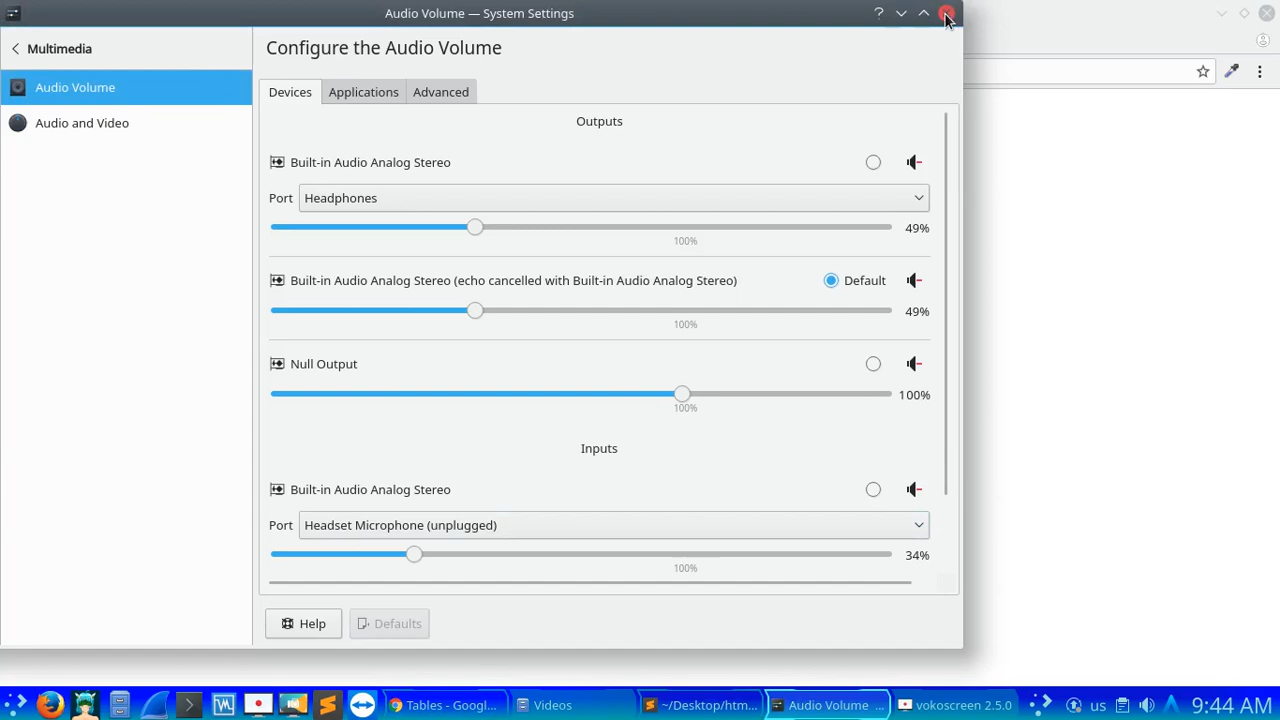 Audio Volume — System Settings
Multimedia
Configure the Audio Volume
Audio Volume
Devices
Applications
Advanced
Audio and Video
Outputs
Built-in Audio Analog Stereo
Port
Headphones
49%
100%
Built-in Audio Analog Stereo (echo cancelled with Built-in Audio Analog Stereo)
Default
49%
100%
Null Output
100%
100%
Inputs
Built-in Audio Analog Stereo
Port
Headset Microphone (unplugged)
34%
100%
Help
Defaults
Tables - Googl...
Videos
~/Desktop/htm...
Audio Volume ...
vokoscreen 2.5.0
us
9:44 AM